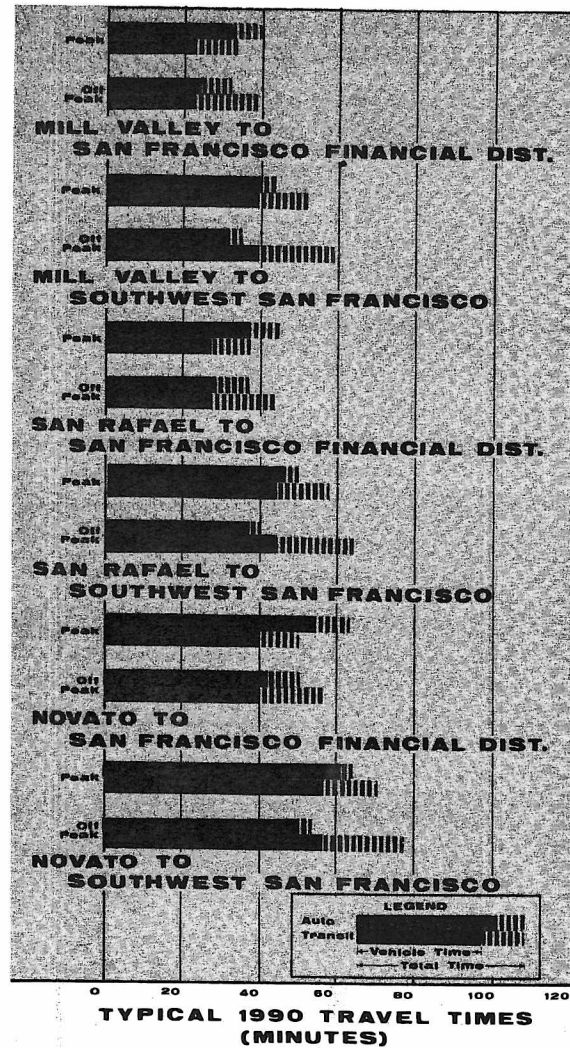 Peak
Off
Peak
MILL VALLEY TO
SAN FRANCISCO FINANCIAL DIST.
Peak
Off
Peak
MILL VALLEY TO
SOUTHWEST SAN FRANCISCO
Peak
Off
Peak
SAN RAFAEL TO
SAN FRANCISCO FINANCIAL DIST.
Peak
Off
Peak
SAN RAFAEL TO
SOUTHWEST SAN FRANCISCO
Peak
Off
Peak
NOVATO TO
SAN FRANCISCO FINANCIAL DIST.
Peak
Off
Peak
NOVATO TO
SOUTHWEST SAN FRANCISCO
LEGEND
Auto
Transit
Vehicle Time
Total Time
0 20 40 60 80 100 120
TYPICAL 1990 TRAVEL TIMES
(MINUTES)